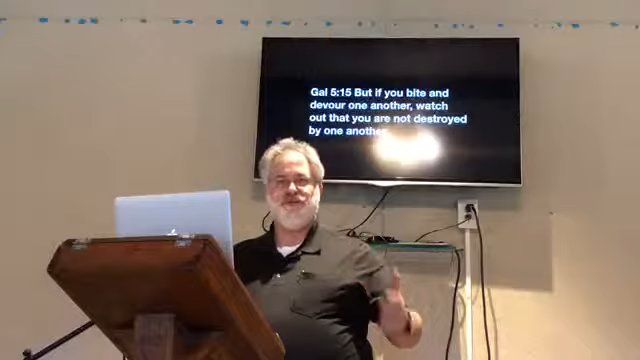 Gal 5:15 But if you bite and
devour one another, watch
out that you are not destroyed
by one another.